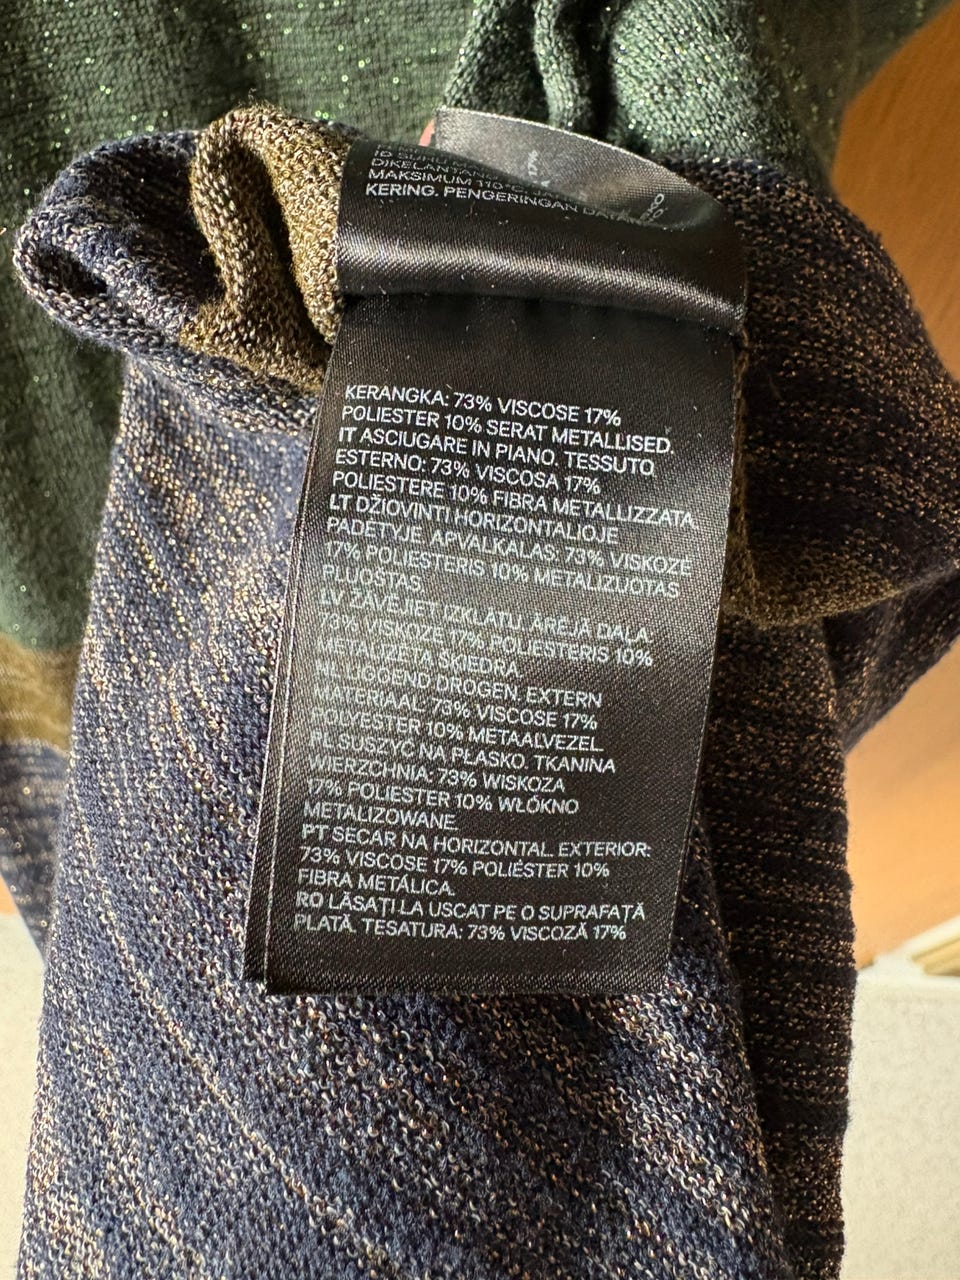 MAKSIMUM 110°C.
KERING. PENGERINGAN
17%
KERANGKA: 73% VISCOSE 17%
POLIESTER 10% SERAT METALLISED.
IT ASCIUGARE IN PIANO. TESSUTO
ESTERNO: 73% VISCOSA 17%
POLIESTERE 10% FIBRA METALLIZZATA
LT DŽIOVINTI HORIZONTALIOJE
PADĖTYJE. APVALKALAS: 73% VISKOZĖ
17% POLIESTERIS 10% METALIZUOTAS
PLUOŠTAS
LV ŽĀVĒJIET IZKLĀTU. ĀRĒJĀ DAĻA:
73% VISKOZE 17% POLIESTERIS 10%
METALIZĒTA ŠĶIEDRA
NL LIGGEND DROGEN. EXTERN
MATERIAAL: 73% VISCOSE 17%
POLYESTER 10% METAALVEZEL
PL SUSZYĆ NA PŁASKO. TKANINA
WIERZCHNIA: 73% WISKOZA
17% POLIESTER 10% WŁÓKNO
METALIZOWANE
PT SECAR NA HORIZONTAL. EXTERIOR:
73% VISCOSE 17% POLIÉSTER 10%
FIBRA METÁLICA.
RO LĂSAȚI LA USCAT PE O SUPRAFAȚĂ
PLATĂ. ȚESĂTURA: 73% VISCOZĂ 17%